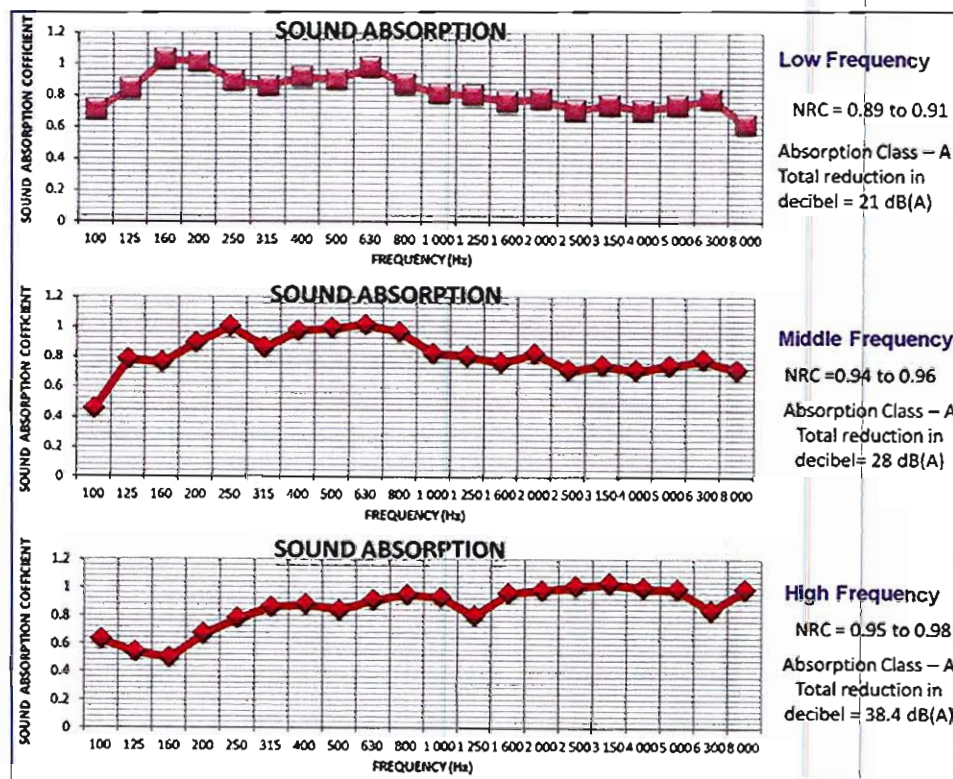 SOUND ABSORPTION
SOUND ABSORPTION COFFICIENT
1.2
1
0.8
0.6
0.4
0.2
0
100 125 160 200 250 315 400 500 630 800 1 000 1 250 1 600 2 000 2 500 3 150 4 000 5 000 6 300 8 000
FREQUENCY (Hz)
Low Frequency
NRC = 0.89 to 0.91
Absorption Class – A
Total reduction in
decibel = 21 dB(A)
SOUND ABSORPTION
SOUND ABSORPTION COFFICIENT
1.2
1
0.8
0.6
0.4
0.2
0
100 125 160 200 250 315 400 500 630 800 1 000 1 250 1 600 2 000 2 500 3 150 4 000 5 000 6 300 8 000
FREQUENCY (Hz)
Middle Frequency
NRC =0.94 to 0.96
Absorption Class – A
Total reduction in
decibel= 28 dB(A)
SOUND ABSORPTION
SOUND ABSORPTION COFFICIENT
1.2
1
0.8
0.6
0.4
0.2
0
100 125 160 200 250 315 400 500 630 800 1 000 1 250 1 600 2 000 2 500 3 150 4 000 5 000 6 300 8 000
FREQUENCY (Hz)
High Frequency
NRC = 0.95 to 0.98
Absorption Class – A
Total reduction in
decibel = 38.4 dB(A)